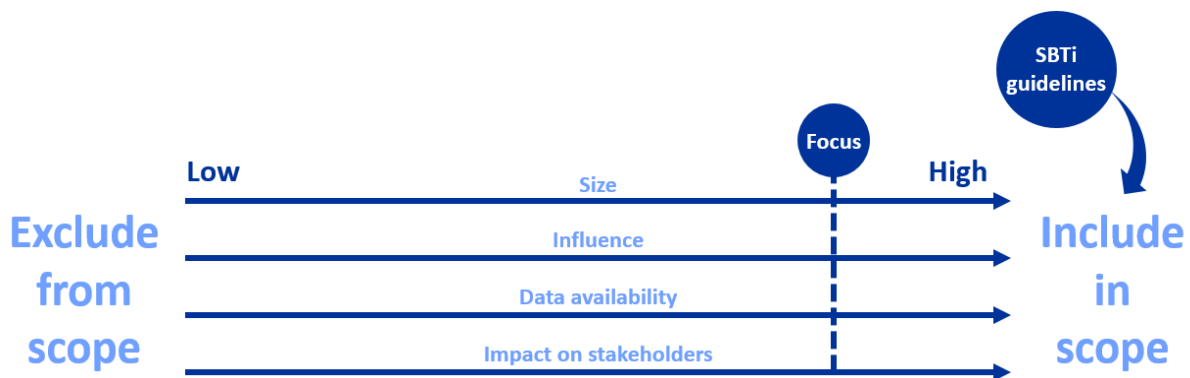 SBTi
guidelines
Focus
Low
High
Size
Exclude
from
scope
Influence
Data availability
Impact on stakeholders
Include
in
scope